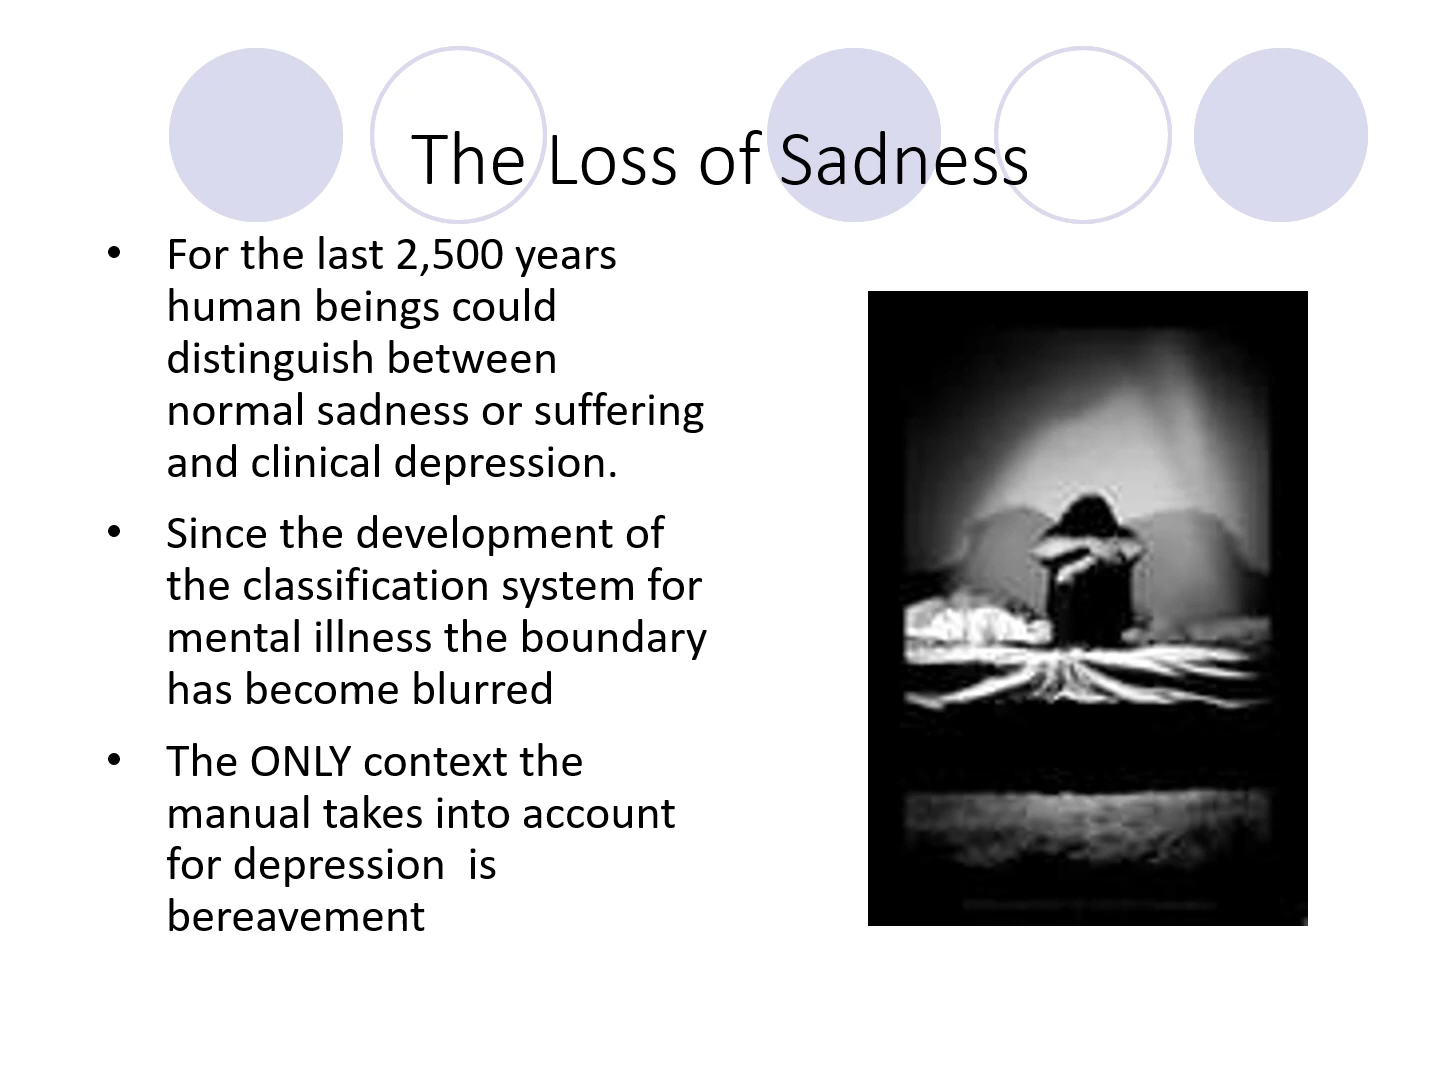 The Loss of Sadness
• For the last 2,500 years
human beings could
distinguish between
normal sadness or suffering
and clinical depression.
• Since the development of
the classification system for
mental illness the boundary
has become blurred
• The ONLY context the
manual takes into account
for depression  is
bereavement